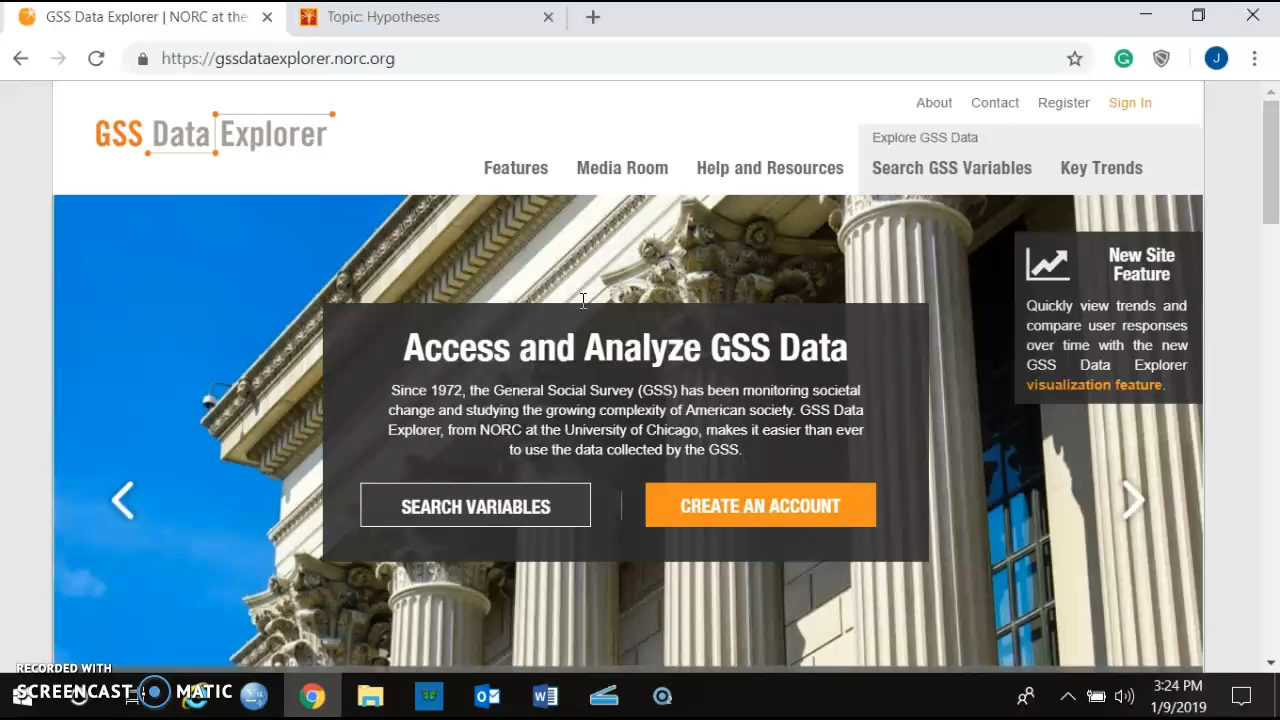 GSS Data Explorer | NORC at the
Topic: Hypotheses
https://gssdataexplorer.norc.org
J
About Contact Register Sign In
GSS Data Explorer
Explore GSS Data
Features Media Room Help and Resources Search GSS Variables Key Trends
New Site
Feature
Quickly view trends and
compare user responses
over time with the new
GSS Data Explorer
visualization feature.
Access and Analyze GSS Data
Since 1972, the General Social Survey (GSS) has been monitoring societal
change and studying the growing complexity of American society. GSS Data
Explorer, from NORC at the University of Chicago, makes it easier than ever
to use the data collected by the GSS.
SEARCH VARIABLES
CREATE AN ACCOUNT
RECORDED WITH
SCREENCAST MATIC
3:24 PM
1/9/2019